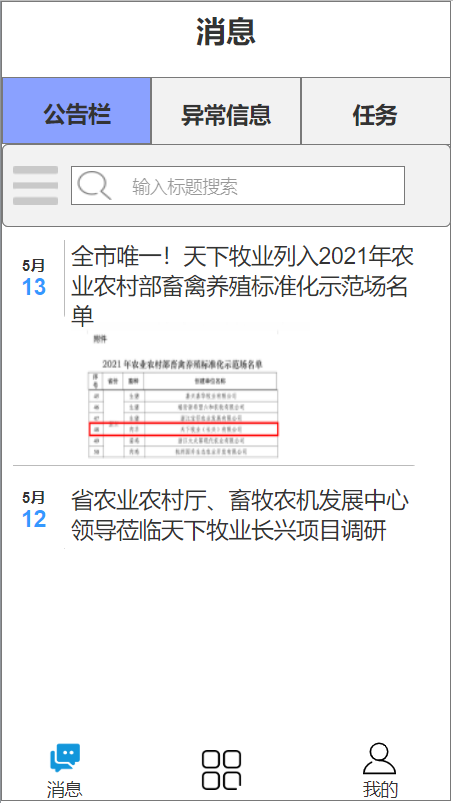 消息
公告栏
异常信息
任务
输入标题搜索
5月
13
全市唯一！天下牧业列入2021年农
业农村部畜禽养殖标准化示范场名
单
附件
2021 年农业农村部畜禽养殖标准化示范场名单
5月
12
省农业农村厅、畜牧农机发展中心
领导莅临天下牧业长兴项目调研
消息
我的